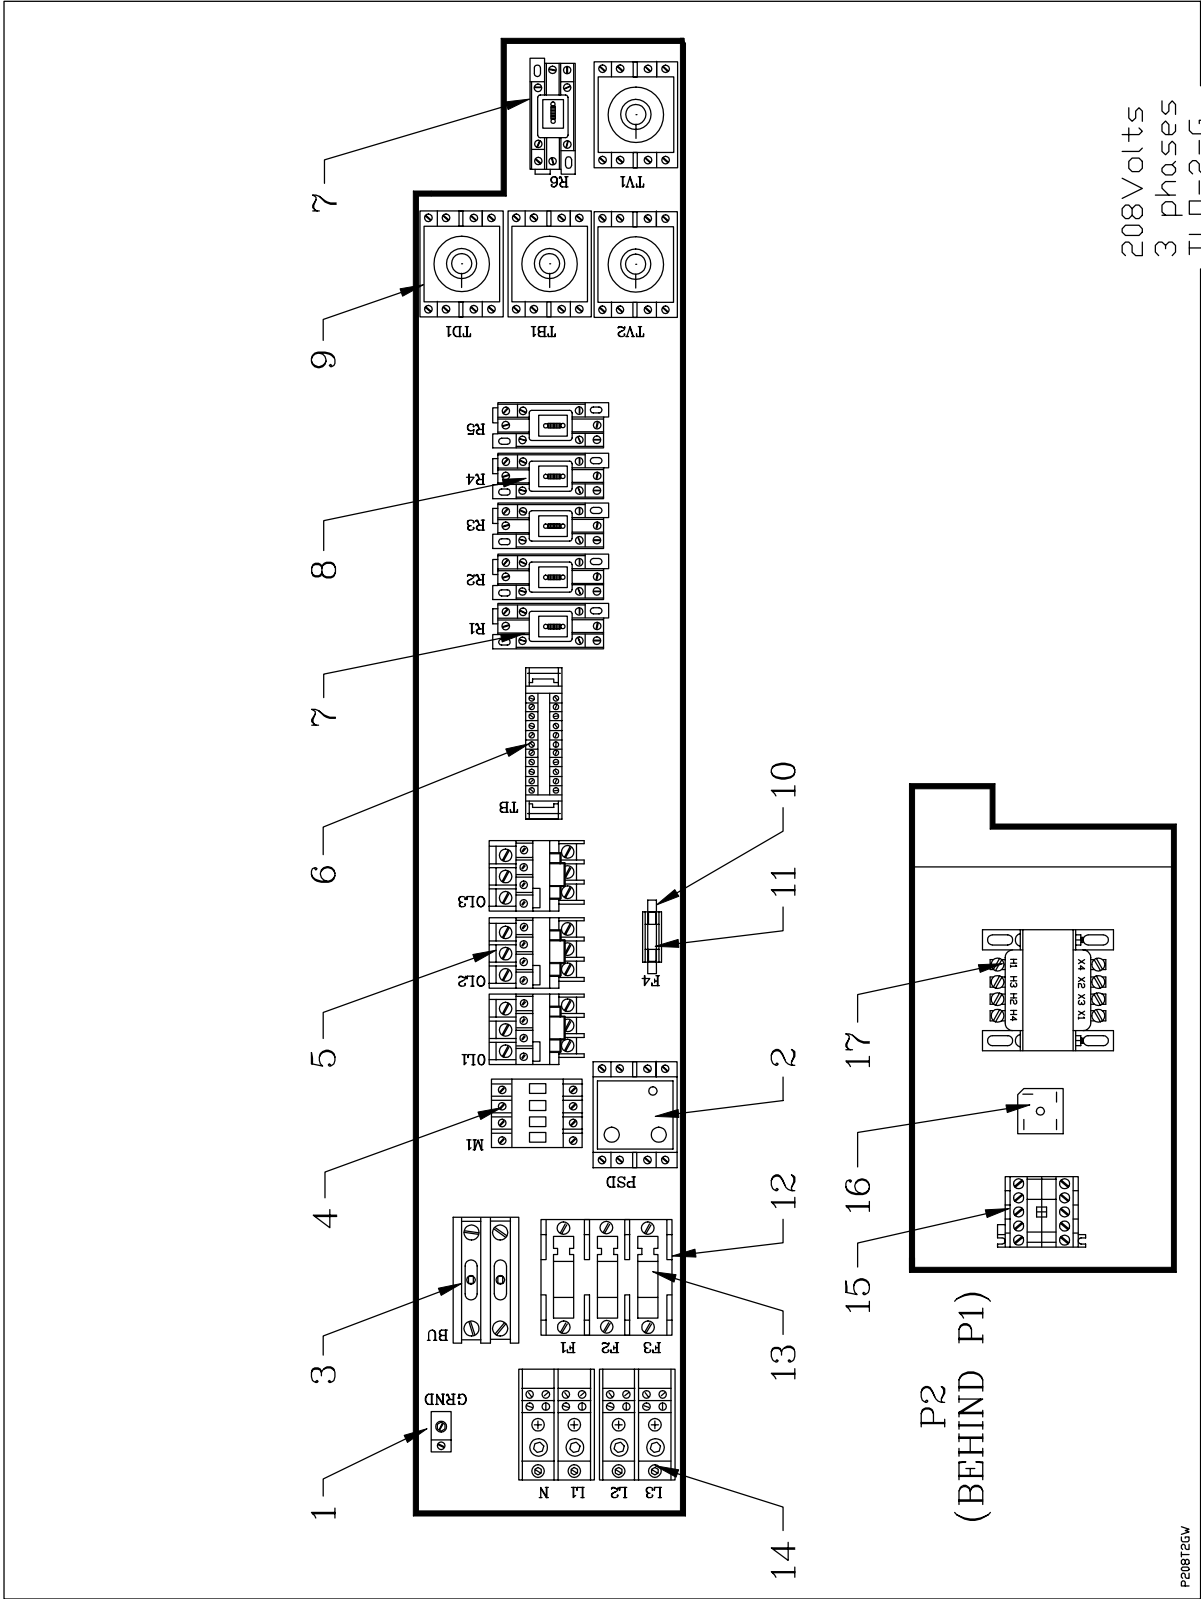 7
R6
TV1
9
TD1
TB1
TV2
8
R5
R4
R3
R2
R1
7
6
TB
5
OL3
OL2
OL1
10
11
F4
4
M1
2
PSD
3
BU
12
F1
F2
F3
13
1
GRND
N
L1
L2
L3
14
17
H1 H3 H2 H4
X4 X2 X3 X1
16
15
P2
(BEHIND P1)
208Volts
3 phases
P208T2GW